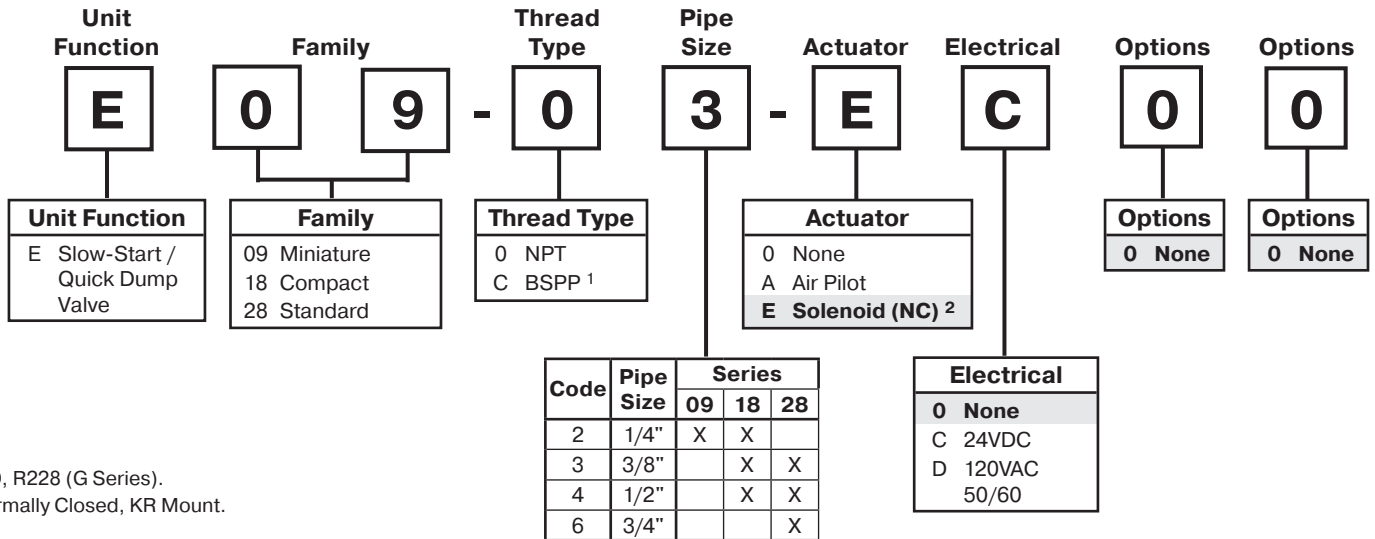 Unit Function
Family
Thread Type
Pipe Size
Actuator
Electrical
Options
Options
E 0 9 - 0 3 - E C 0 0
Unit Function
E Slow-Start / Quick Dump Valve
Family
09 Miniature
18 Compact
28 Standard
Thread Type
0 NPT
C BSPP 1
Actuator
0 None
A Air Pilot
E Solenoid (NC) 2
Options
0 None
Options
0 None
Code Pipe Size Series
09 18 28
2 1/4" X X
3 3/8" X X
4 1/2" X X
6 3/4" X
Electrical
0 None
C 24VDC
D 120VAC
50/60
, R228 (G Series).
rmally Closed, KR Mount.